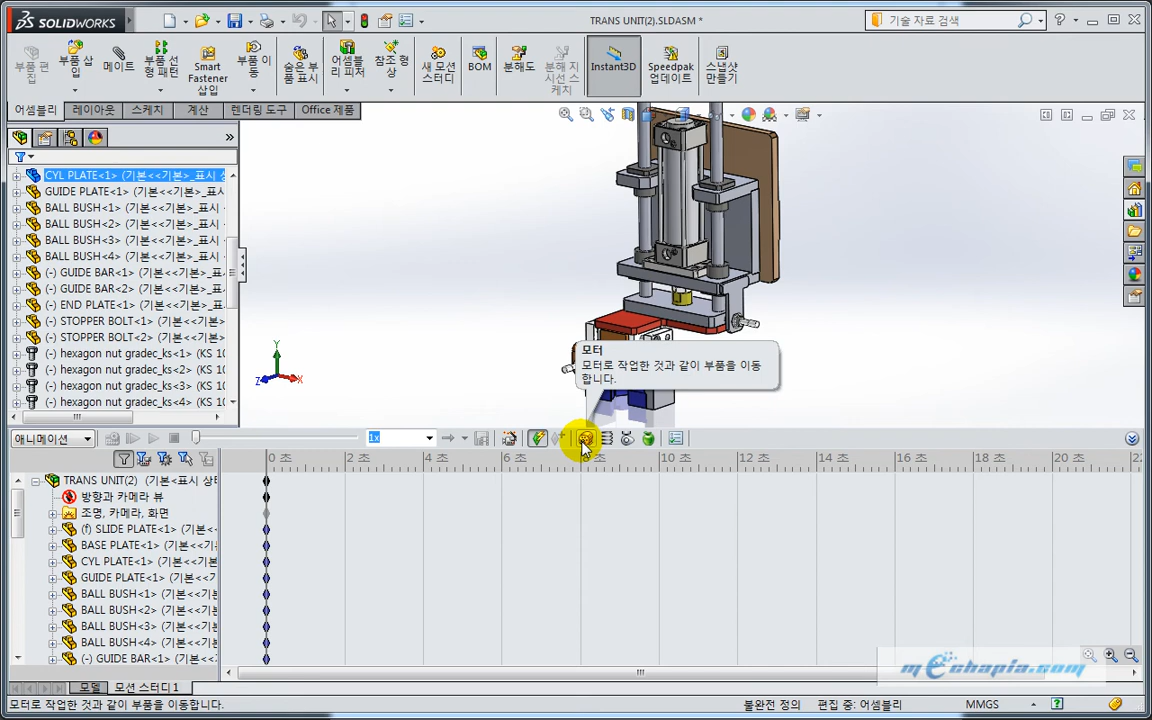 SOLIDWORKS
TRANS UNIT(2).SLDASM *
기술 자료 검색
부품 편집
부품 삽입
메이트
부품 선형 패턴
Smart Fastener 삽입
부품 이동
숨은 부품 표시
어셈블리 피처
참조 형상
새 모션 스터디
BOM
분해도
분해 지시선 스케치
Instant3D
Speedpak 업데이트
스냅샷 만들기
어셈블리
레이아웃
스케치
계산
렌더링 도구
Office 제품
CYL PLATE<1> (기본<<기본>_표시
GUIDE PLATE<1> (기본<<기본>
BALL BUSH<1> (기본<<기본>_표시
BALL BUSH<2> (기본<<기본>_표시
BALL BUSH<3> (기본<<기본>_표시
BALL BUSH<4> (기본<<기본>_표시
(-) GUIDE BAR<1> (기본<<기본>_
(-) GUIDE BAR<2> (기본<<기본>_
(-) END PLATE<1> (기본<<기본>_
(-) STOPPER BOLT<1> (기본<<기
(-) STOPPER BOLT<2> (기본<<기
(-) hexagon nut gradec_ks<1> (KS 10
(-) hexagon nut gradec_ks<2> (KS 10
(-) hexagon nut gradec_ks<3> (KS 10
(-) hexagon nut gradec_ks<4> (KS 10
모터
모터로 작업한 것과 같이 부품을 이동
합니다.
Y
Z
X
애니메이션
1x
0 초
2 초
4 초
6 초
8 초
10 초
12 초
14 초
16 초
18 초
20 초
22
TRANS UNIT(2) (기본<표시 상태
방향과 카메라 뷰
조명, 카메라, 화면
(f) SLIDE PLATE<1> (기본<<
BASE PLATE<1> (기본<<기본
CYL PLATE<1> (기본<<기본
GUIDE PLATE<1> (기본<<기
BALL BUSH<1> (기본<<기본
BALL BUSH<2> (기본<<기본
BALL BUSH<3> (기본<<기본
BALL BUSH<4> (기본<<기본
(-) GUIDE BAR<1> (기본<<기
mEchapia.com
모델
모션 스터디 1
모터로 작업한 것과 같이 부품을 이동합니다.
불완전 정의
편집 중: 어셈블리
MMGS